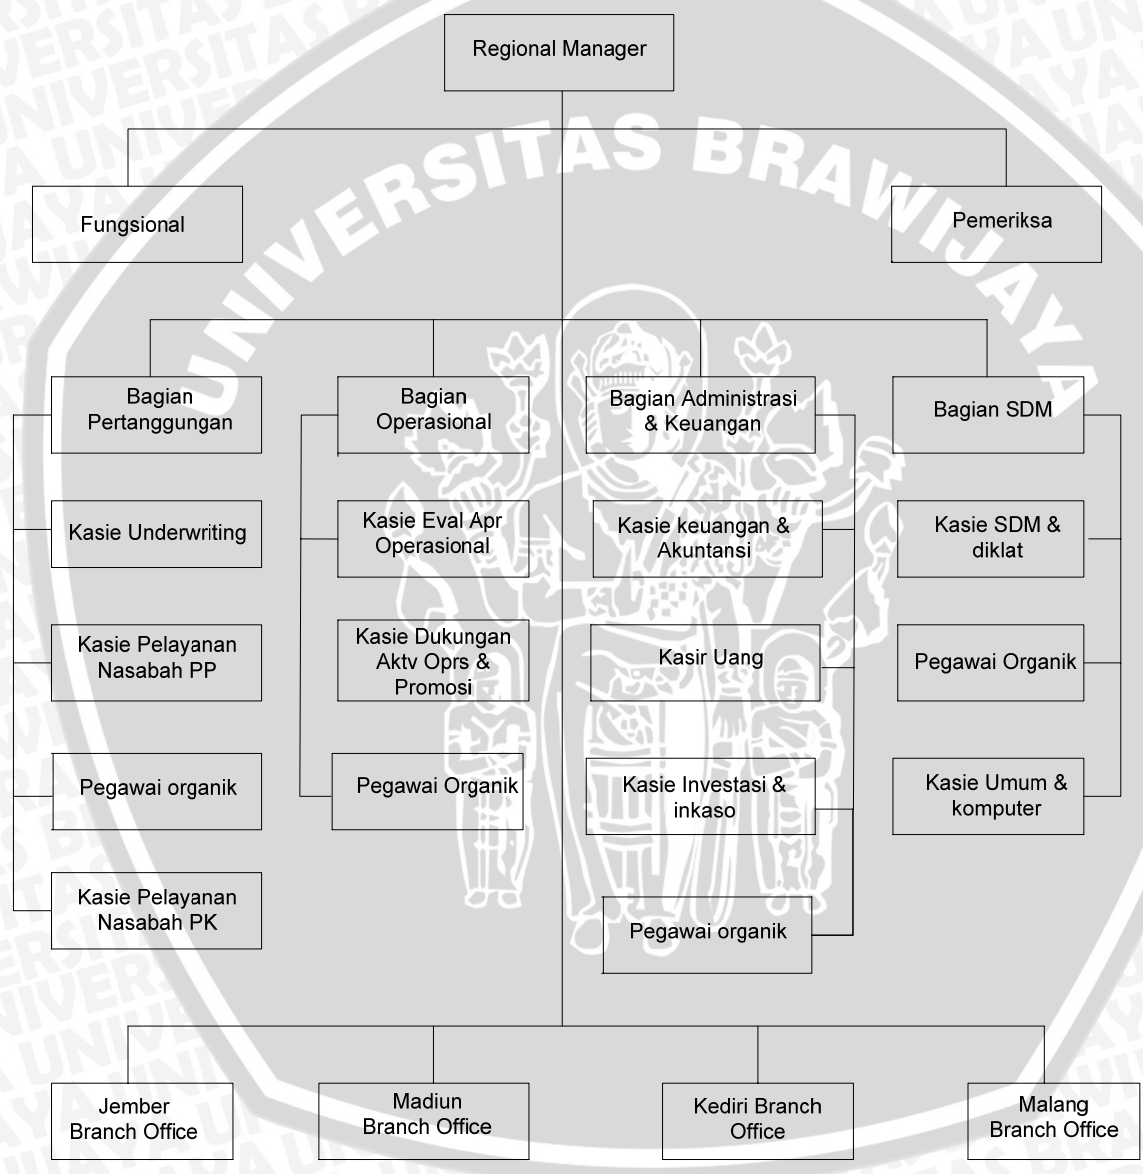 Regional Manager
Fungsional
Pemeriksa
Bagian
Pertanggungan
Bagian
Operasional
Bagian Administrasi
& Keuangan
Bagian SDM
Kasie Underwriting
Kasie Eval Apr
Operasional
Kasie keuangan &
Akuntansi
Kasie SDM &
diklat
Kasie Pelayanan
Nasabah PP
Kasie Dukungan
Aktv Oprs &
Promosi
Kasir Uang
Pegawai Organik
Pegawai organik
Pegawai Organik
Kasie Investasi &
inkaso
Kasie Umum &
komputer
Kasie Pelayanan
Nasabah PK
Pegawai organik
Jember
Branch Office
Madiun
Branch Office
Kediri Branch
Office
Malang
Branch Office
UNIVERSITAS BRAWIJAYA